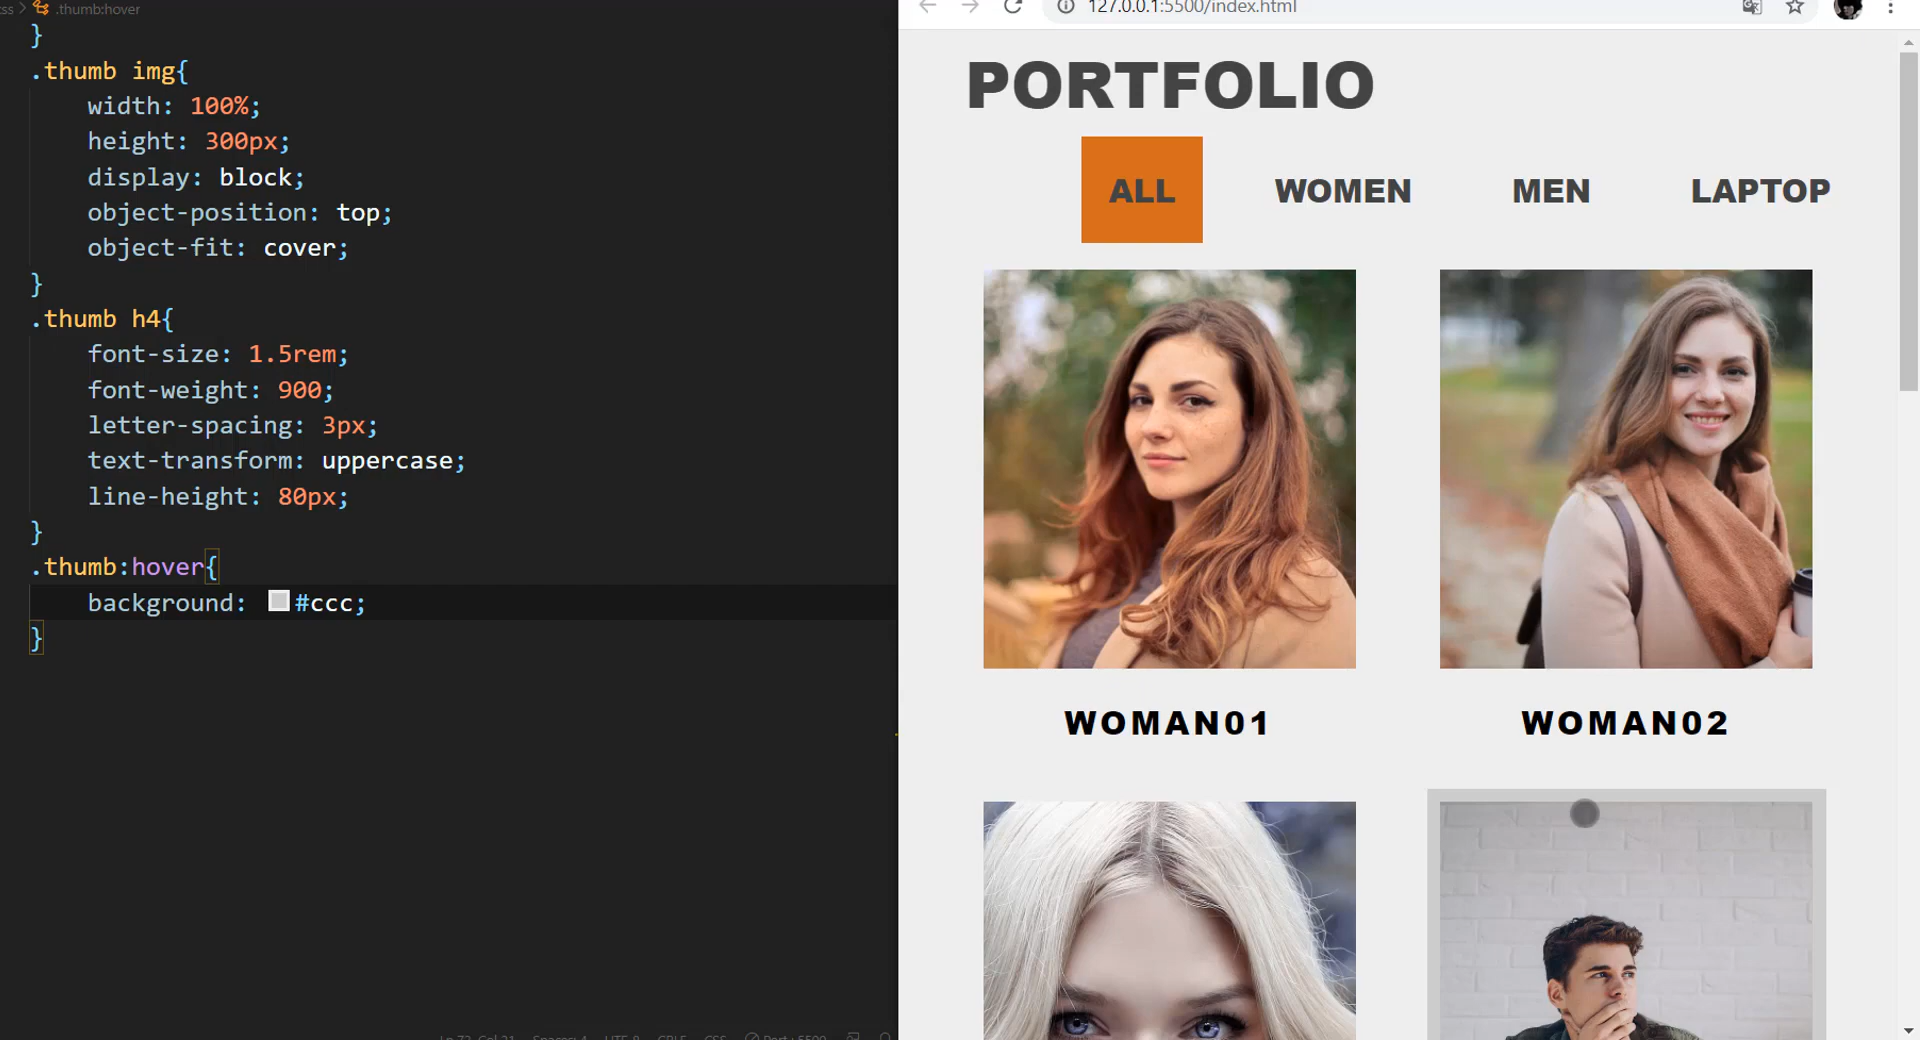 css > .thumb:hover
}
.thumb img{
width: 100%;
height: 300px;
display: block;
object-position: top;
object-fit: cover;
}
.thumb h4{
font-size: 1.5rem;
font-weight: 900;
letter-spacing: 3px;
text-transform: uppercase;
line-height: 80px;
}
.thumb:hover{
background: #ccc;
}
127.0.0.1:5500/index.html
PORTFOLIO
ALL WOMEN MEN LAPTOP
WOMAN01 WOMAN02